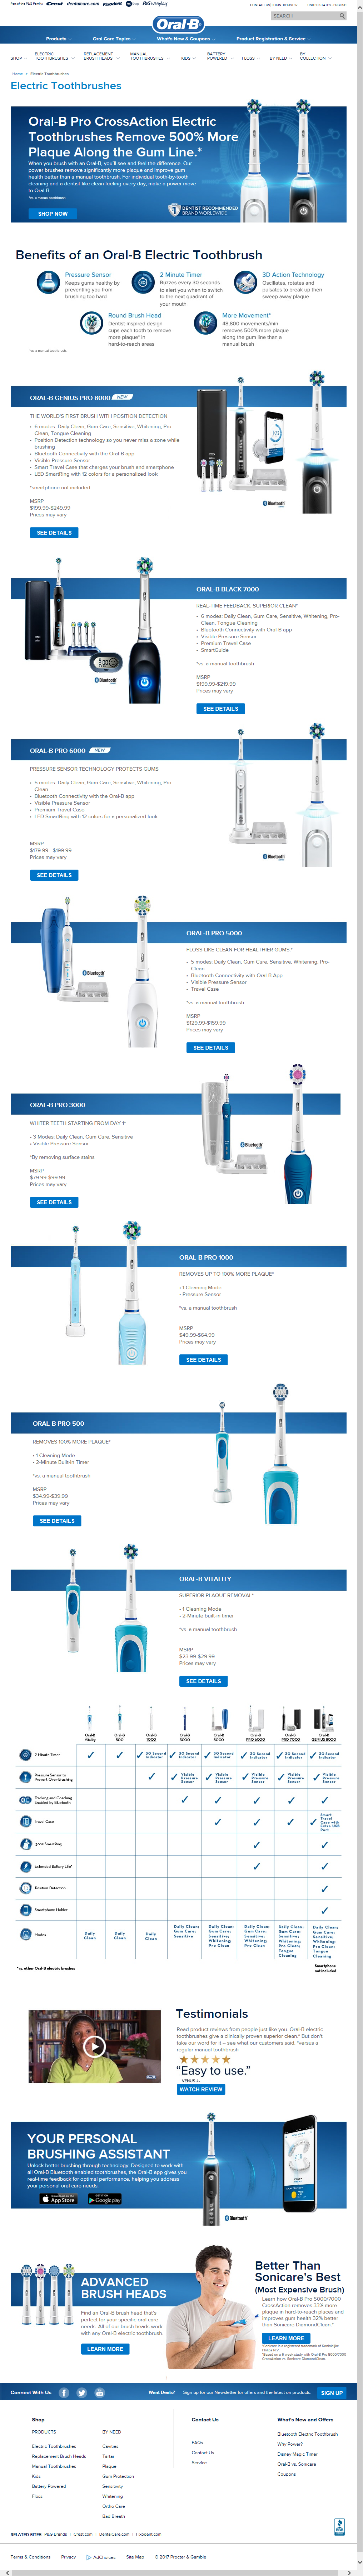 Part of the P&G Family: Crest dentalcare.com Fixodent P&G everyday
CONTACT US LOGIN REGISTER UNITED STATES - ENGLISH
Oral-B
SEARCH
Products Oral Care Topics What's New & Coupons Product Registration & Service
SHOP ELECTRIC TOOTHBRUSHES REPLACEMENT BRUSH HEADS MANUAL TOOTHBRUSHES KIDS BATTERY POWERED FLOSS BY NEED BY COLLECTION
Home > Electric Toothbrushes
Electric Toothbrushes
Oral-B Pro CrossAction Electric
Toothbrushes Remove 500% More
Plaque Along the Gum Line.*
When you brush with an Oral-B, you'll see and feel the difference. Our
power brushes remove significantly more plaque and improve gum
health better than a manual toothbrush. For individual tooth
cleaning and a dentist-like clean feeling every day, make a power
brush part of your daily oral care.
*vs. a manual toothbrush.
SHOP NOW
DENTIST RECOMMENDED
BRAND WORLDWIDE
Benefits of an Oral-B Electric Toothbrush
Pressure Sensor
Keeps gums healthy by
preventing you from
brushing too hard
2 Minute Timer
Buzzes every 30 seconds
to alert you when to switch
to the next quadrant of
your mouth
3D Action Technology
Oscillates, rotates and
pulsates to break up then
sweep away plaque
Round Brush Head
Dentist-inspired design
cups each tooth to remove
more plaque* in
hard-to-reach areas
More Movement*
48,800 movements/min
removes 500% more plaque
along the gum line than a
manual brush
*vs. a manual toothbrush
ORAL-B GENIUS PRO 8000 NEW
THE WORLD'S FIRST BRUSH WITH POSITION DETECTION
• 6 modes: Daily Clean, Gum Care, Sensitive, Whitening, Pro-
Clean, Tongue Cleaning
• Position Detection technology so you never miss a zone while
brushing
• Bluetooth Connectivity with the Oral-B app
• Visible Pressure Sensor
• Smart Travel Case that charges your brush and smartphone
• LED SmartRing with 12 colors for a personalized look
*smartphone not included
MSRP
$199.99-$249.99
Prices may vary
SEE DETAILS
Bluetooth
ORAL-B BLACK 7000
REAL-TIME FEEDBACK. SUPERIOR CLEAN*
• 6 modes: Daily Clean, Gum Care, Sensitive, Whitening, Pro-
Clean, Tongue Cleaning
• Bluetooth Connectivity with Oral-B app
• Visible Pressure Sensor
• Premium Travel Case
• SmartGuide
*vs. a manual toothbrush
MSRP
$199.99-$219.99
Prices may vary
SEE DETAILS
Bluetooth
ORAL-B PRO 6000 NEW
PRESSURE SENSOR TECHNOLOGY PROTECTS GUMS
• 5 modes: Daily Clean, Gum Care, Sensitive, Whitening, Pro-
Clean
• Bluetooth Connectivity with the Oral-B app
• Visible Pressure Sensor
• Premium Travel Case
• LED SmartRing with 12 colors for a personalized look
MSRP
$179.99 - $199.99
Prices may vary
SEE DETAILS
Bluetooth
ORAL-B PRO 5000
FLOSS-LIKE CLEAN FOR HEALTHIER GUMS.*
• 5 modes: Daily Clean, Gum Care, Sensitive, Whitening, Pro-
Clean
• Bluetooth Connectivity with Oral-B App
• Visible Pressure Sensor
• Travel Case
*vs. a manual toothbrush
MSRP
$129.99-$159.99
Prices may vary
SEE DETAILS
Bluetooth
ORAL-B PRO 3000
WHITER TEETH STARTING FROM DAY 1*
• 3 Modes: Daily Clean, Gum Care, Sensitive
• Visible Pressure Sensor
*By removing surface stains
MSRP
$79.99-$99.99
Prices may vary
SEE DETAILS
Bluetooth
ORAL-B PRO 1000
REMOVES UP TO 100% MORE PLAQUE*
• 1 Cleaning Mode
• Pressure Sensor
*vs. a manual toothbrush
MSRP
$49.99-$64.99
Prices may vary
SEE DETAILS
ORAL-B PRO 500
REMOVES 100% MORE PLAQUE*
• 1 Cleaning Mode
• 2-Minute Built-in Timer
*vs. a manual toothbrush
MSRP
$34.99-$39.99
Prices may vary
SEE DETAILS
ORAL-B VITALITY
SUPERIOR PLAQUE REMOVAL*
• 1 Cleaning Mode
• 2-Minute built-in timer
*vs. a manual toothbrush
MSRP
$23.99-$29.99
Prices may vary
SEE DETAILS
Oral-B Vitality Oral-B 500 Oral-B 1000 Oral-B 3000 Oral-B 5000 Oral-B PRO 6000 Oral-B PRO 7000 Oral-B GENIUS 8000
2 Minute Timer 30 Second Indicator 30 Second Indicator 30 Second Indicator 30 Second Indicator 30 Second Indicator 30 Second Indicator
Pressure Sensor to Prevent Over-Brushing Visible Pressure Sensor Visible Pressure Sensor Visible Pressure Sensor Visible Pressure Sensor Visible Pressure Sensor
Tracking and Coaching Enabled by Bluetooth
Travel Case Smart Travel Case with Extra USB Port
360° SmartRing
Extended Battery Life*
Position Detection
Smartphone Holder
Modes Daily Clean Daily Clean Daily Clean Daily Clean; Gum Care; Sensitive Daily Clean; Gum Care; Sensitive; Whitening; Pro Clean Daily Clean; Gum Care; Sensitive; Whitening; Pro Clean Daily Clean; Gum Care; Sensitive; Whitening; Pro Clean; Tongue Cleaning Daily Clean; Gum Care; Sensitive; Whitening; Pro Clean; Tongue Cleaning
*vs. other Oral-B electric brushes
Smartphone not included
Testimonials
Read product reviews from people just like you. Oral-B electric
toothbrushes give a clinically proven superior clean.* But don't
take our word for it – see what our customers said. *versus a
regular manual toothbrush
"Easy to use."
VENUS J.
WATCH REVIEW
YOUR PERSONAL
BRUSHING ASSISTANT
Unlock better brushing through technology. Designed to work with
all Oral-B Bluetooth enabled toothbrush, the Oral-B app gives you
real-time feedback for optimal performance, helping you address
your personal oral care needs.
App Store
Google play
Bluetooth
ADVANCED
BRUSH HEADS
Find an Oral-B brush head that's
perfect for your specific oral care
needs. All of our brush heads work
with any Oral-B electric toothbrush.
LEARN MORE
Better Than
Sonicare's Best
(Most Expensive Brush)
Learn how Oral-B Pro 5000/7000
CrossAction removes 33% more
plaque in hard-to-reach places and
improves gum health 32% better
than Sonicare DiamondClean.*
LEARN MORE
Connect With Us
Want Deals? Sign up for our Newsletter for offers and the latest on products. SIGN UP
Shop
PRODUCTS
Electric Toothbrushes
Replacement Brush Heads
Manual Toothbrushes
Kids
Battery Powered
Floss
BY NEED
Cavities
Tartar
Plaque
Gum Protection
Sensitivity
Whitening
Ortho Care
Bad Breath
Contact Us
FAQs
Contact Us
Service
What's New and Offers
Bluetooth Electric Toothbrush
Why Power?
Disney Magic Timer
Oral-B vs. Sonicare
Coupons
RELATED SITES P&G Brands | Crest.com | DentalCare.com | Fixodent.com
Terms & Conditions Privacy AdChoices Site Map © 2017 Procter & Gamble